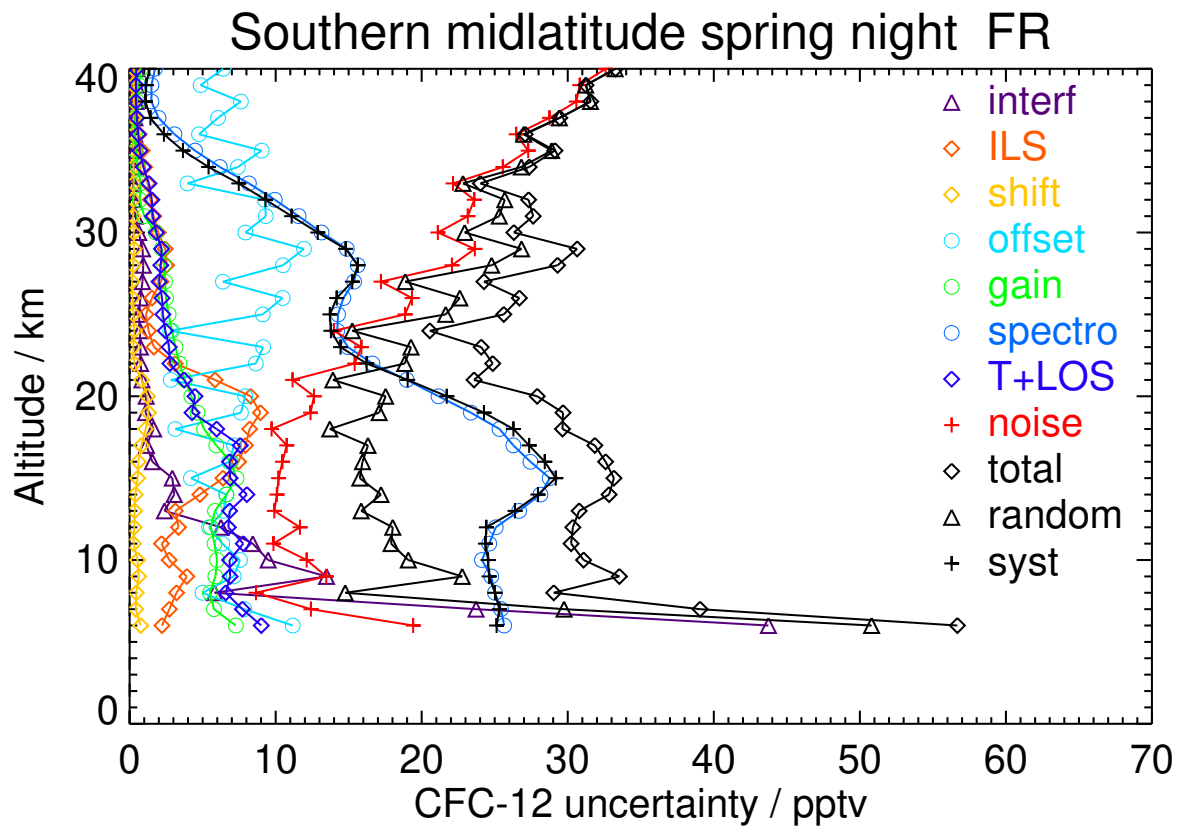 Southern midlatitude spring night FR
40
30
20
10
0
Altitude / km
interf
ILS
shift
offset
gain
spectro
T+LOS
noise
total
random
syst
0 10 20 30 40 50 60 70
CFC-12 uncertainty / pptv